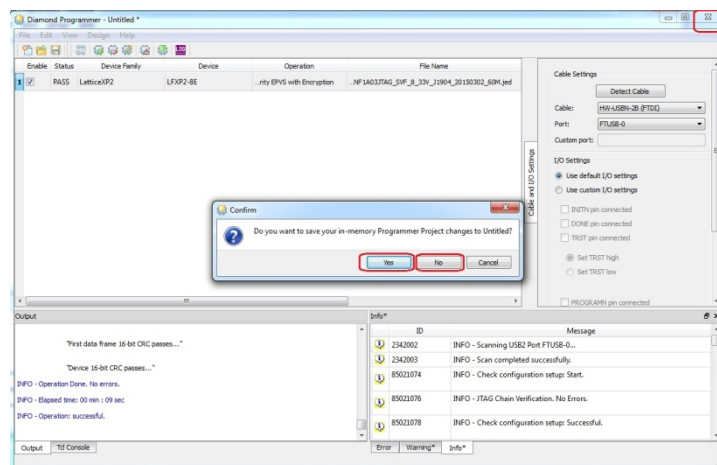 Diamond Programmer - Untitled *
File Edit View Design Help
LOG
Enable Status Device Family Device Operation File Name
1 PASS LatticeXP2 LFXP2-8E ...rity EPVS with Encryption ...NF1A03JTAG_SVF_8_33V_J1904_20150302_60M.jed
Cable Settings
Detect Cable
Cable: HW-USBN-2B (FTDI)
Port: FTUSB-0
Custom port:
Cable and I/O Settings
I/O Settings
Use default I/O settings
Use custom I/O settings
INITN pin connected
DONE pin connected
TRST pin connected
Set TRST high
Set TRST low
PROGRAMN pin connected
Confirm
Do you want to save your in-memory Programmer Project changes to Untitled?
Yes No Cancel
Output
"First data frame 16-bit CRC passes..."
"Device 16-bit CRC passes..."
INFO - Operation Done. No errors.
INFO - Elapsed time: 00 min : 09 sec
INFO - Operation: successful.
Output Tcl Console
Info*
ID Message
2342002 INFO - Scanning USB2 Port FTUSB-0...
2342003 INFO - Scan completed successfully.
85021074 INFO - Check configuration setup: Start.
85021076 INFO - JTAG Chain Verification. No Errors.
85021078 INFO - Check configuration setup: Successful.
Error Warning* Info*